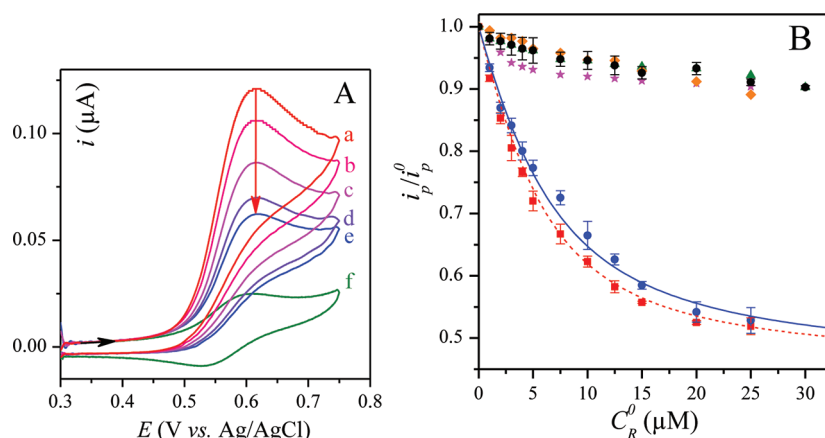 A
i (μA)
0.10
0.05
0.00
a
b
c
d
e
f
0.3 0.4 0.5 0.6 0.7 0.8
E (V vs. Ag/AgCl)
B
i_p/i_p^0
1.0
0.9
0.8
0.7
0.6
0.5
0 5 10 15 20 25 30
C_R^0 (μM)